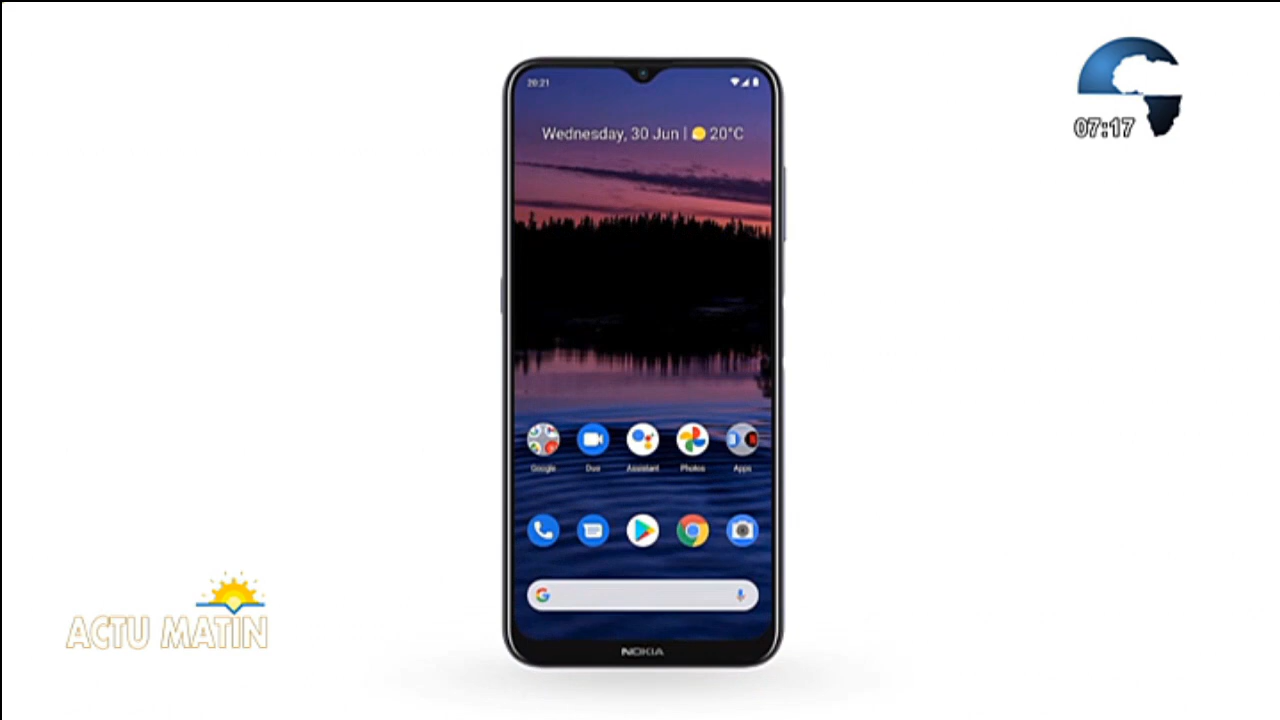 20:21
Wednesday, 30 Jun | 20°C
07:17
Google
Duo
Assistant
Photos
Apps
ACTU MATIN
NOKIA